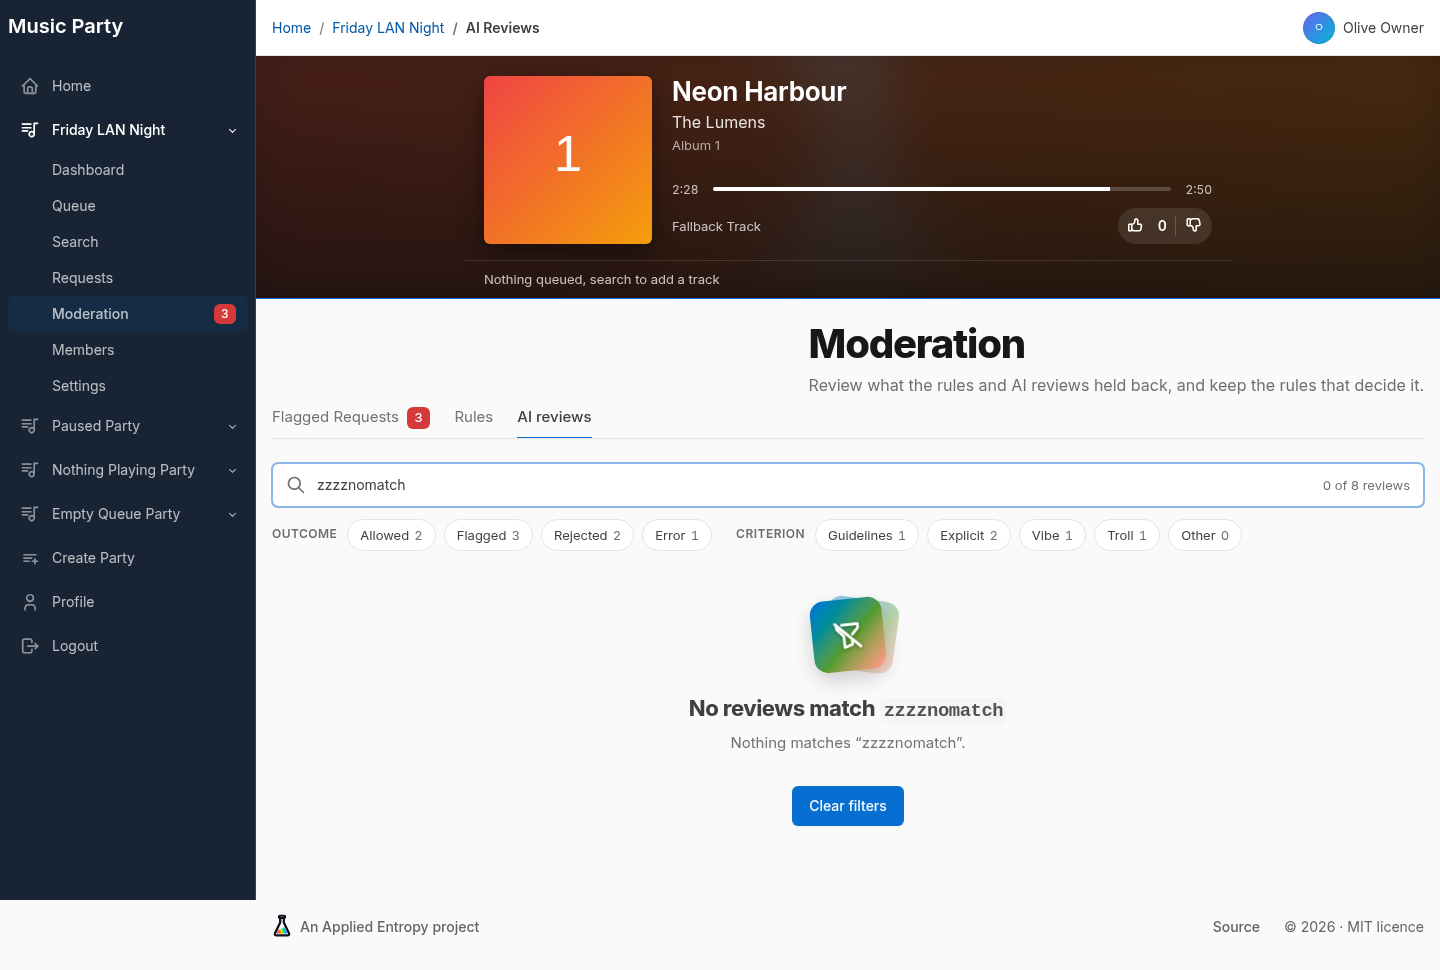 Music Party
Home / Friday LAN Night / AI Reviews
O Olive Owner
Home
Friday LAN Night
Dashboard
Queue
Search
Requests
Moderation 3
Members
Settings
Paused Party
Nothing Playing Party
Empty Queue Party
Create Party
Profile
Logout
1
Neon Harbour
The Lumens
Album 1
2:28 2:50
Fallback Track 0
Nothing queued, search to add a track
Moderation
Review what the rules and AI reviews held back, and keep the rules that decide it.
Flagged Requests 3 Rules AI reviews
zzzznomatch 0 of 8 reviews
OUTCOME Allowed 2 Flagged 3 Rejected 2 Error 1 CRITERION Guidelines 1 Explicit 2 Vibe 1 Troll 1 Other 0
No reviews match zzzznomatch
Nothing matches “zzzznomatch”.
Clear filters
An Applied Entropy project Source © 2026 · MIT licence